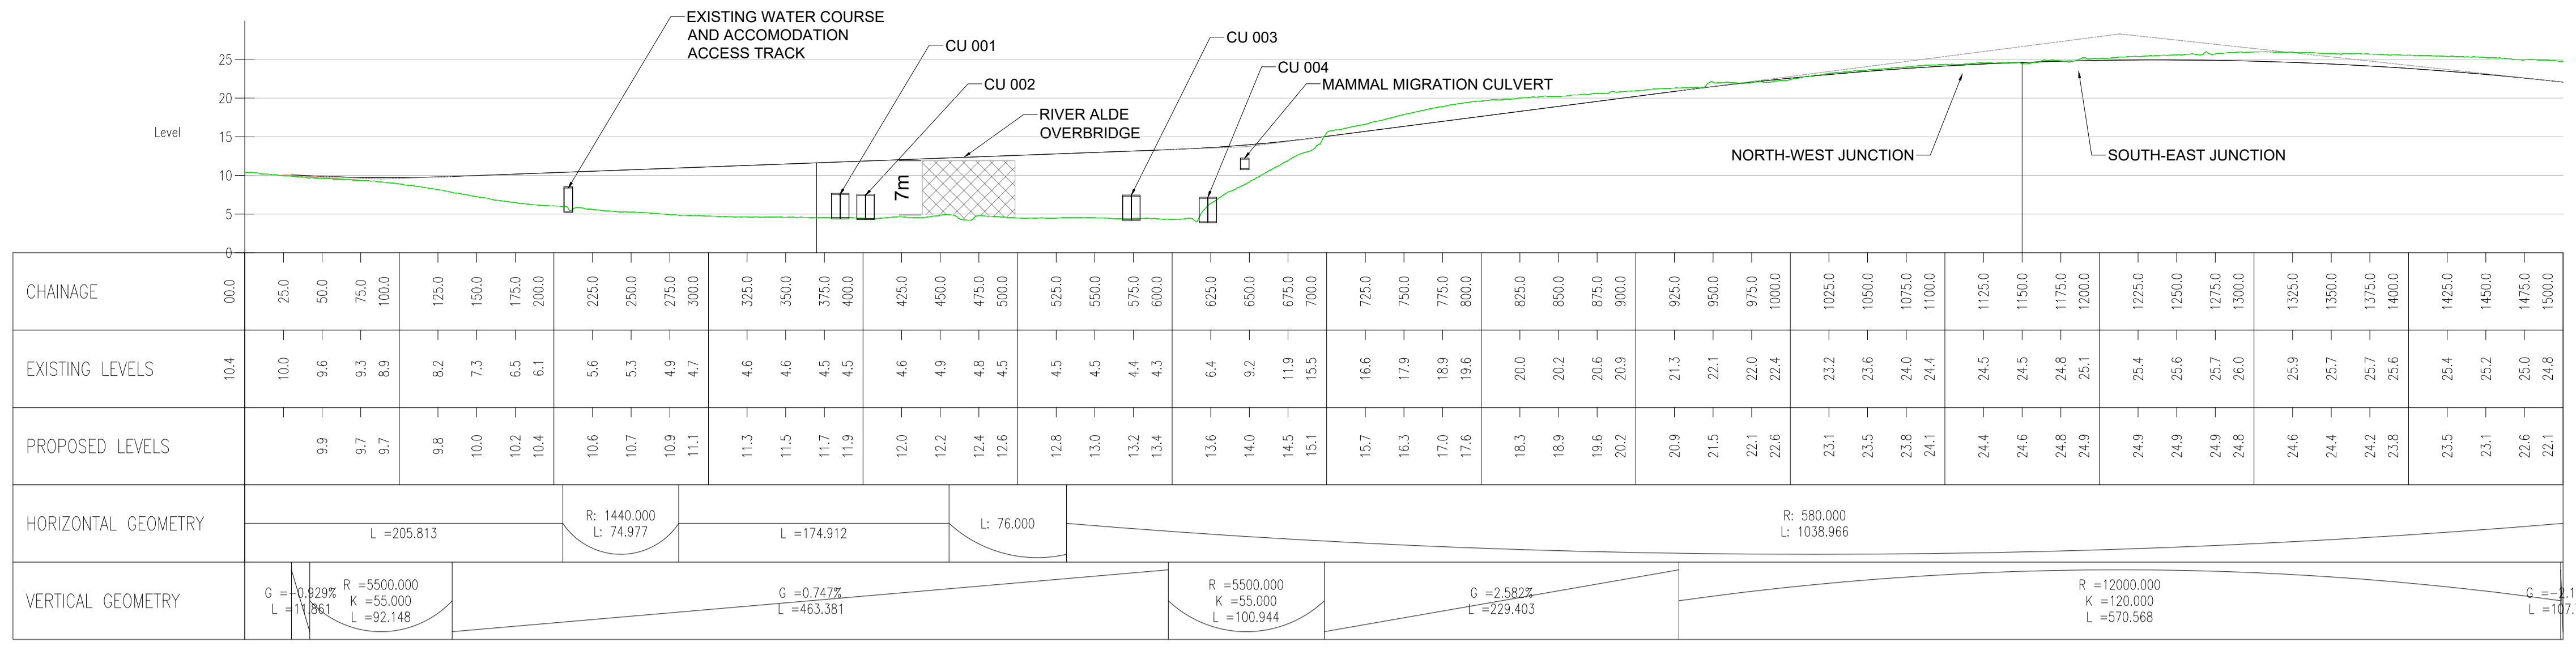 EXISTING WATER COURSE
AND ACCOMODATION
ACCESS TRACK
CU 001
CU 002
RIVER ALDE
OVERBRIDGE
CU 003
CU 004
MAMMAL MIGRATION CULVERT
NORTH-WEST JUNCTION
SOUTH-EAST JUNCTION
7m
Level
25
20
15
10
5
0
CHAINAGE
00.0 25.0 50.0 75.0 100.0 125.0 150.0 175.0 200.0 225.0 250.0 275.0 300.0 325.0 350.0 375.0 400.0 425.0 450.0 475.0 500.0 525.0 550.0 575.0 600.0 625.0 650.0 675.0 700.0 725.0 750.0 775.0 800.0 825.0 850.0 875.0 900.0 925.0 950.0 975.0 1000.0 1025.0 1050.0 1075.0 1100.0 1125.0 1150.0 1175.0 1200.0 1225.0 1250.0 1275.0 1300.0 1325.0 1350.0 1375.0 1400.0 1425.0 1450.0 1475.0 1500.0
EXISTING LEVELS
10.4 10.0 9.6 9.3 8.9 8.2 7.3 6.5 6.1 5.6 5.3 4.9 4.7 4.6 4.6 4.5 4.5 4.6 4.9 4.8 4.5 4.5 4.5 4.4 4.3 6.4 9.2 11.9 15.5 16.6 17.9 18.9 19.6 20.0 20.2 20.6 20.9 21.3 22.1 22.0 22.4 23.2 23.6 24.0 24.4 24.5 24.5 24.8 25.1 25.4 25.6 25.7 26.0 25.9 25.7 25.7 25.6 25.4 25.2 25.0 24.8
PROPOSED LEVELS
9.9 9.7 9.7 9.8 10.0 10.2 10.4 10.6 10.7 10.9 11.1 11.3 11.5 11.7 11.9 12.0 12.2 12.4 12.6 12.8 13.0 13.2 13.4 13.6 14.0 14.5 15.1 15.7 16.3 17.0 17.6 18.3 18.9 19.6 20.2 20.9 21.5 22.1 22.6 23.1 23.5 23.8 24.1 24.4 24.6 24.8 24.9 24.9 24.9 24.9 24.8 24.6 24.4 24.2 23.8 23.5 23.1 22.6 22.1
HORIZONTAL GEOMETRY
L =205.813
R: 1440.000
L: 74.977
L =174.912
L: 76.000
R: 580.000
L: 1038.966
VERTICAL GEOMETRY
G =-0.929%
L =11.861
R =5500.000
K =55.000
L =92.148
G =0.747%
L =463.381
R =5500.000
K =55.000
L =100.944
G =2.582%
L =229.403
R =12000.000
K =120.000
L =570.568
G =-2.1
L =107.